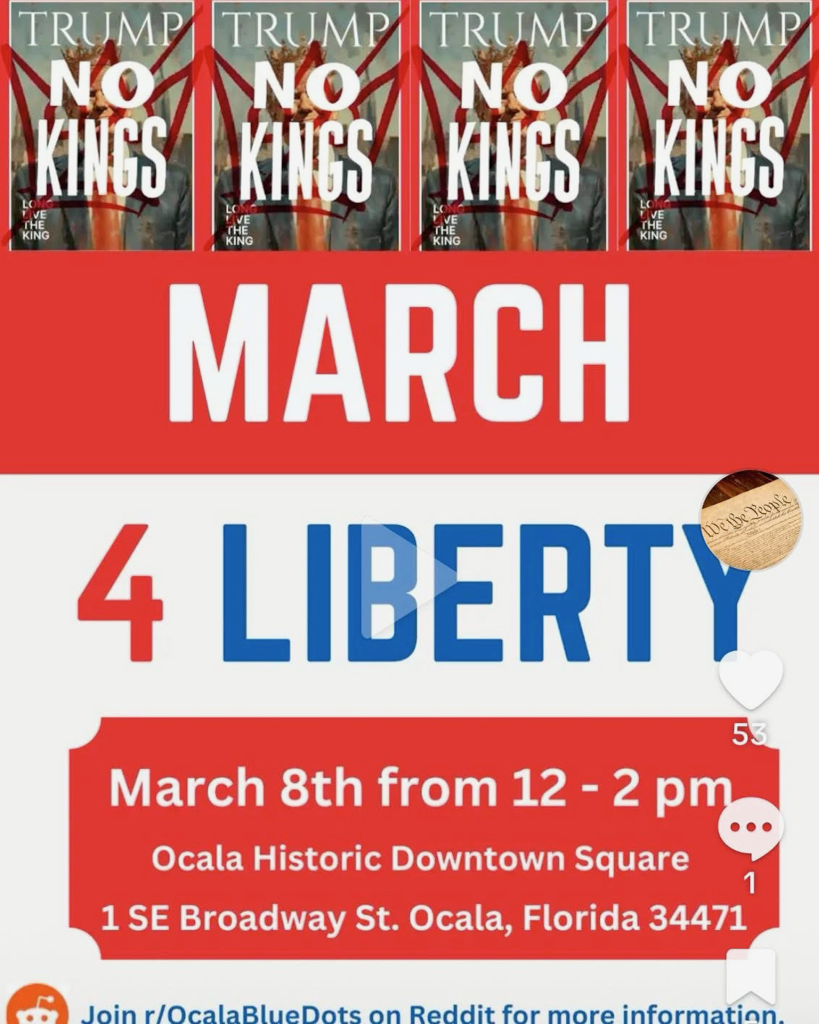 TRUMP TRUMP TRUMP TRUMP
NO NO NO NO
KINGS KINGS KINGS KINGS
LONG LONG LONG LONG
LIVE LIVE LIVE LIVE
THE THE THE THE
KING KING KING KING
MARCH
4 LIBERTY
We the People
53
March 8th from 12 - 2 pm
Ocala Historic Downtown Square
1
1 SE Broadway St. Ocala, Florida 34471
Join r/OcalaBlueDots on Reddit for more information.